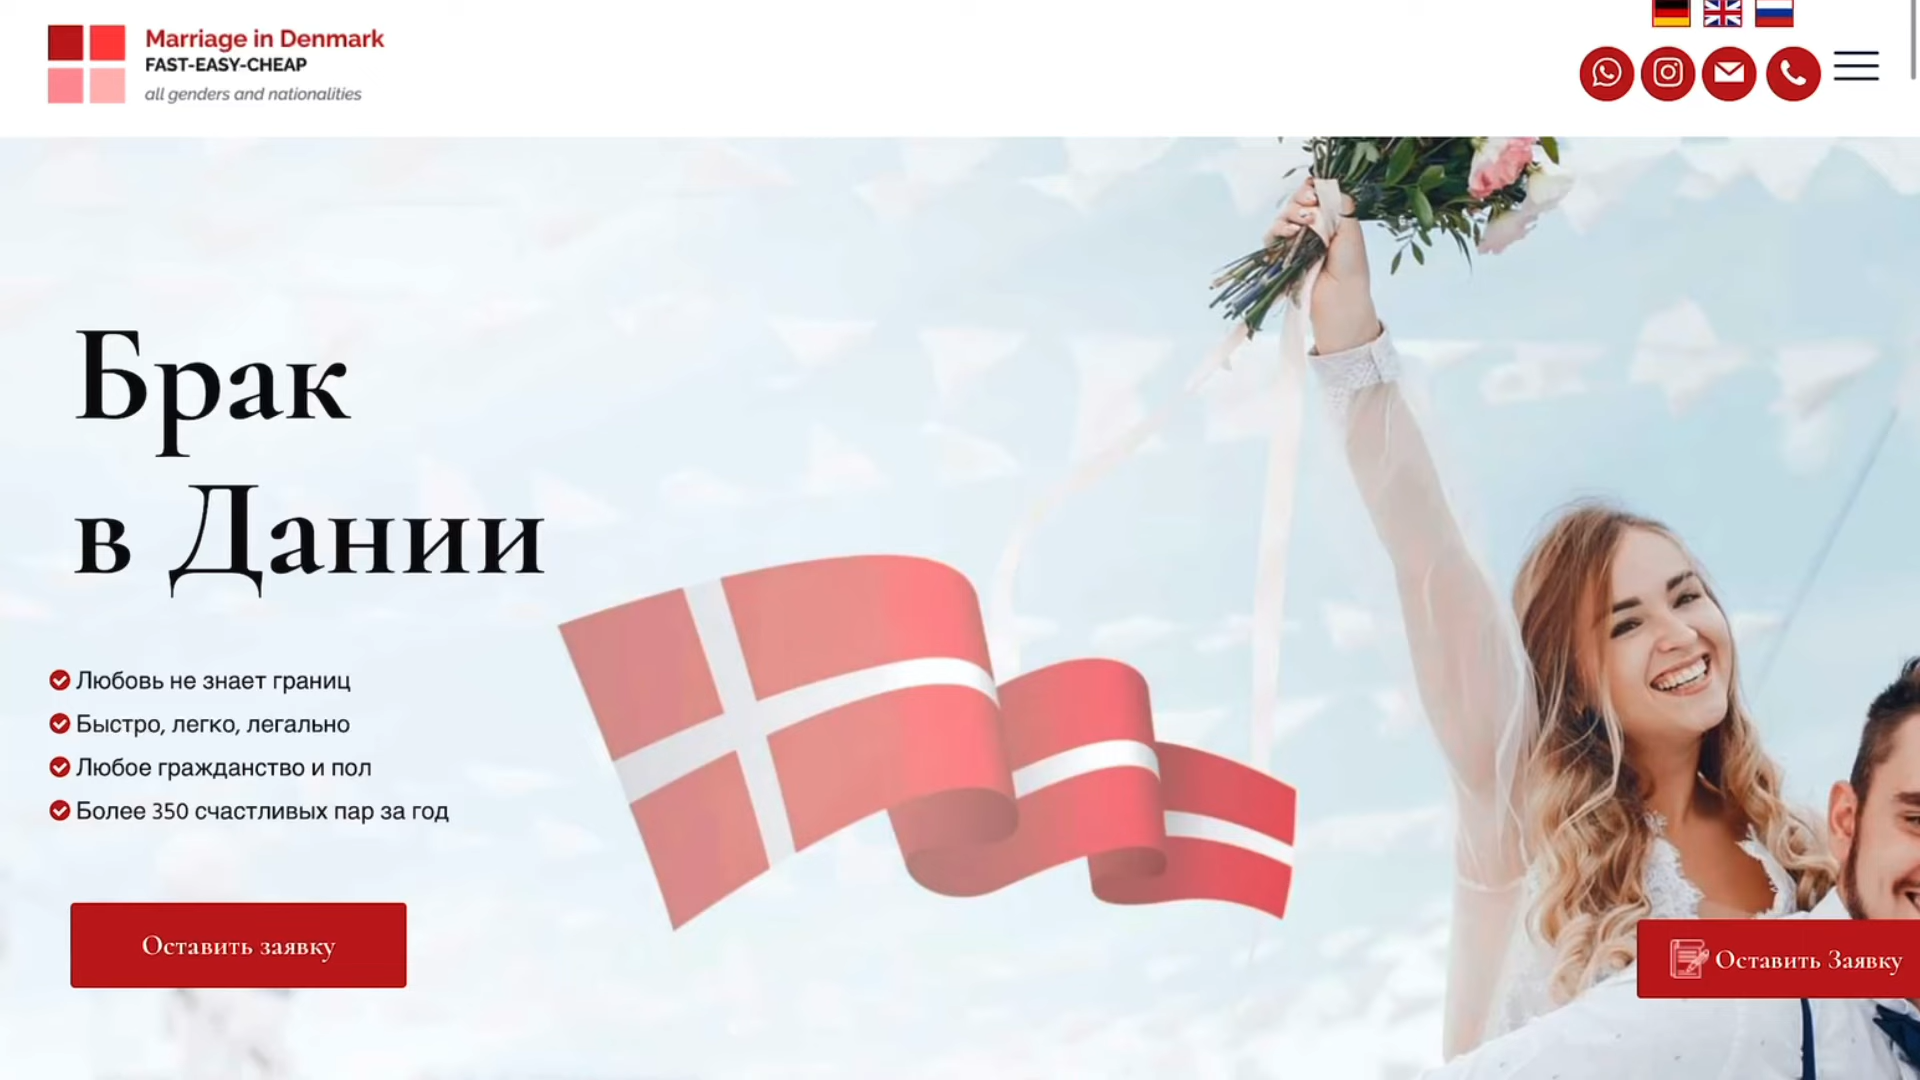 Marriage in Denmark
FAST-EASY-CHEAP
all genders and nationalities
Брак
в Дании
Любовь не знает границ
Быстро, легко, легально
Любое гражданство и пол
Более 350 счастливых пар за год
Оставить заявку
Оставить Заявку